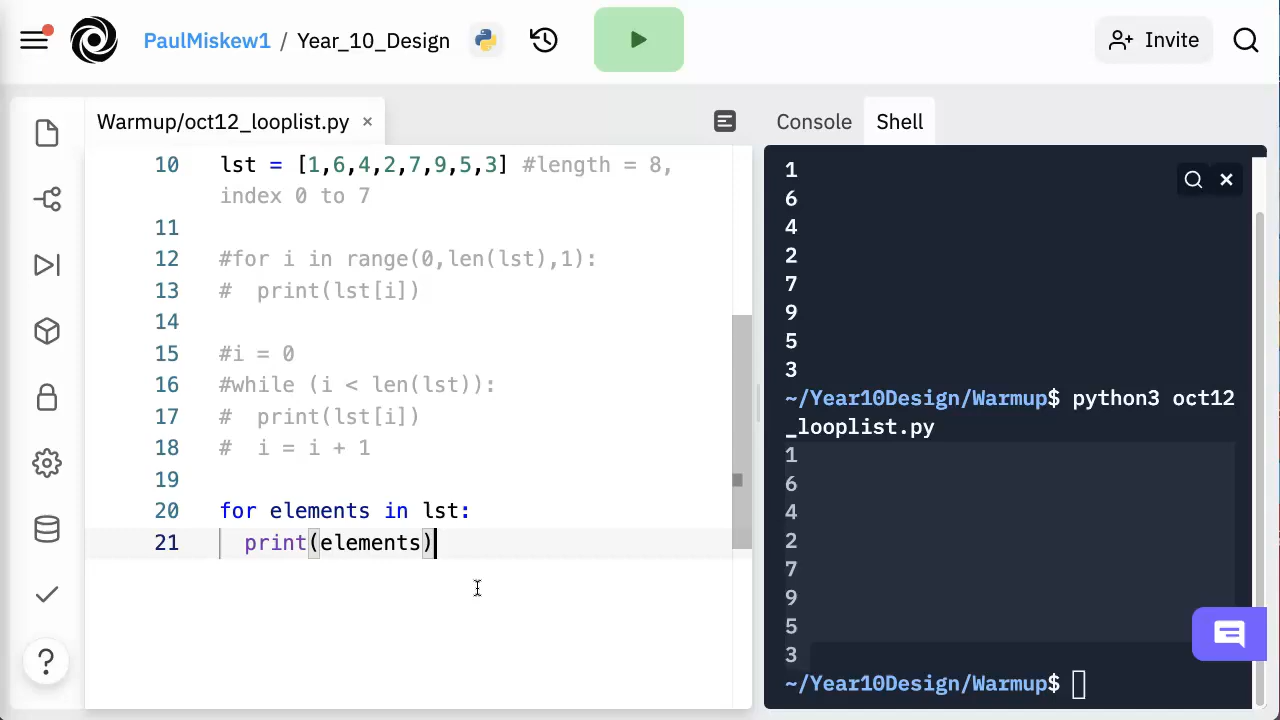 PaulMiskew1 / Year_10_Design
Invite
Warmup/oct12_looplist.py ×
Console Shell
10 lst = [1,6,4,2,7,9,5,3] #length = 8,
index 0 to 7
11
12 #for i in range(0,len(lst),1):
13 #  print(lst[i])
14
15 #i = 0
16 #while (i < len(lst)):
17 #  print(lst[i])
18 #  i = i + 1
19
20 for elements in lst:
21   print(elements)
1
6
4
2
7
9
5
3
~/Year10Design/Warmup$ python3 oct12
_looplist.py
1
6
4
2
7
9
5
3
~/Year10Design/Warmup$
?